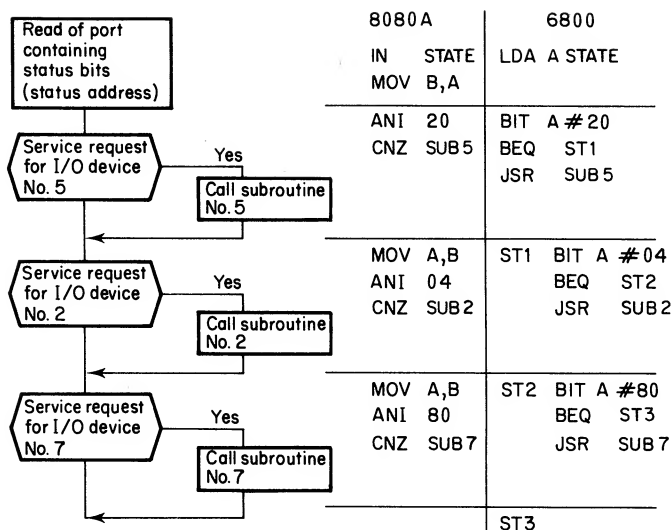 Read of port
containing
status bits
(status address)
Service request
for I/O device
No. 5
Yes
Call subroutine
No. 5
Service request
for I/O device
No. 2
Yes
Call subroutine
No. 2
Service request
for I/O device
No. 7
Yes
Call subroutine
No. 7
8080A 6800
IN STATE LDA A STATE
MOV B,A
ANI 20 BIT A #20
CNZ SUB5 BEQ ST1
JSR SUB5
MOV A,B ST1 BIT A #04
ANI 04 BEQ ST2
CNZ SUB2 JSR SUB2
MOV A,B ST2 BIT A #80
ANI 80 BEQ ST3
CNZ SUB7 JSR SUB7
ST3